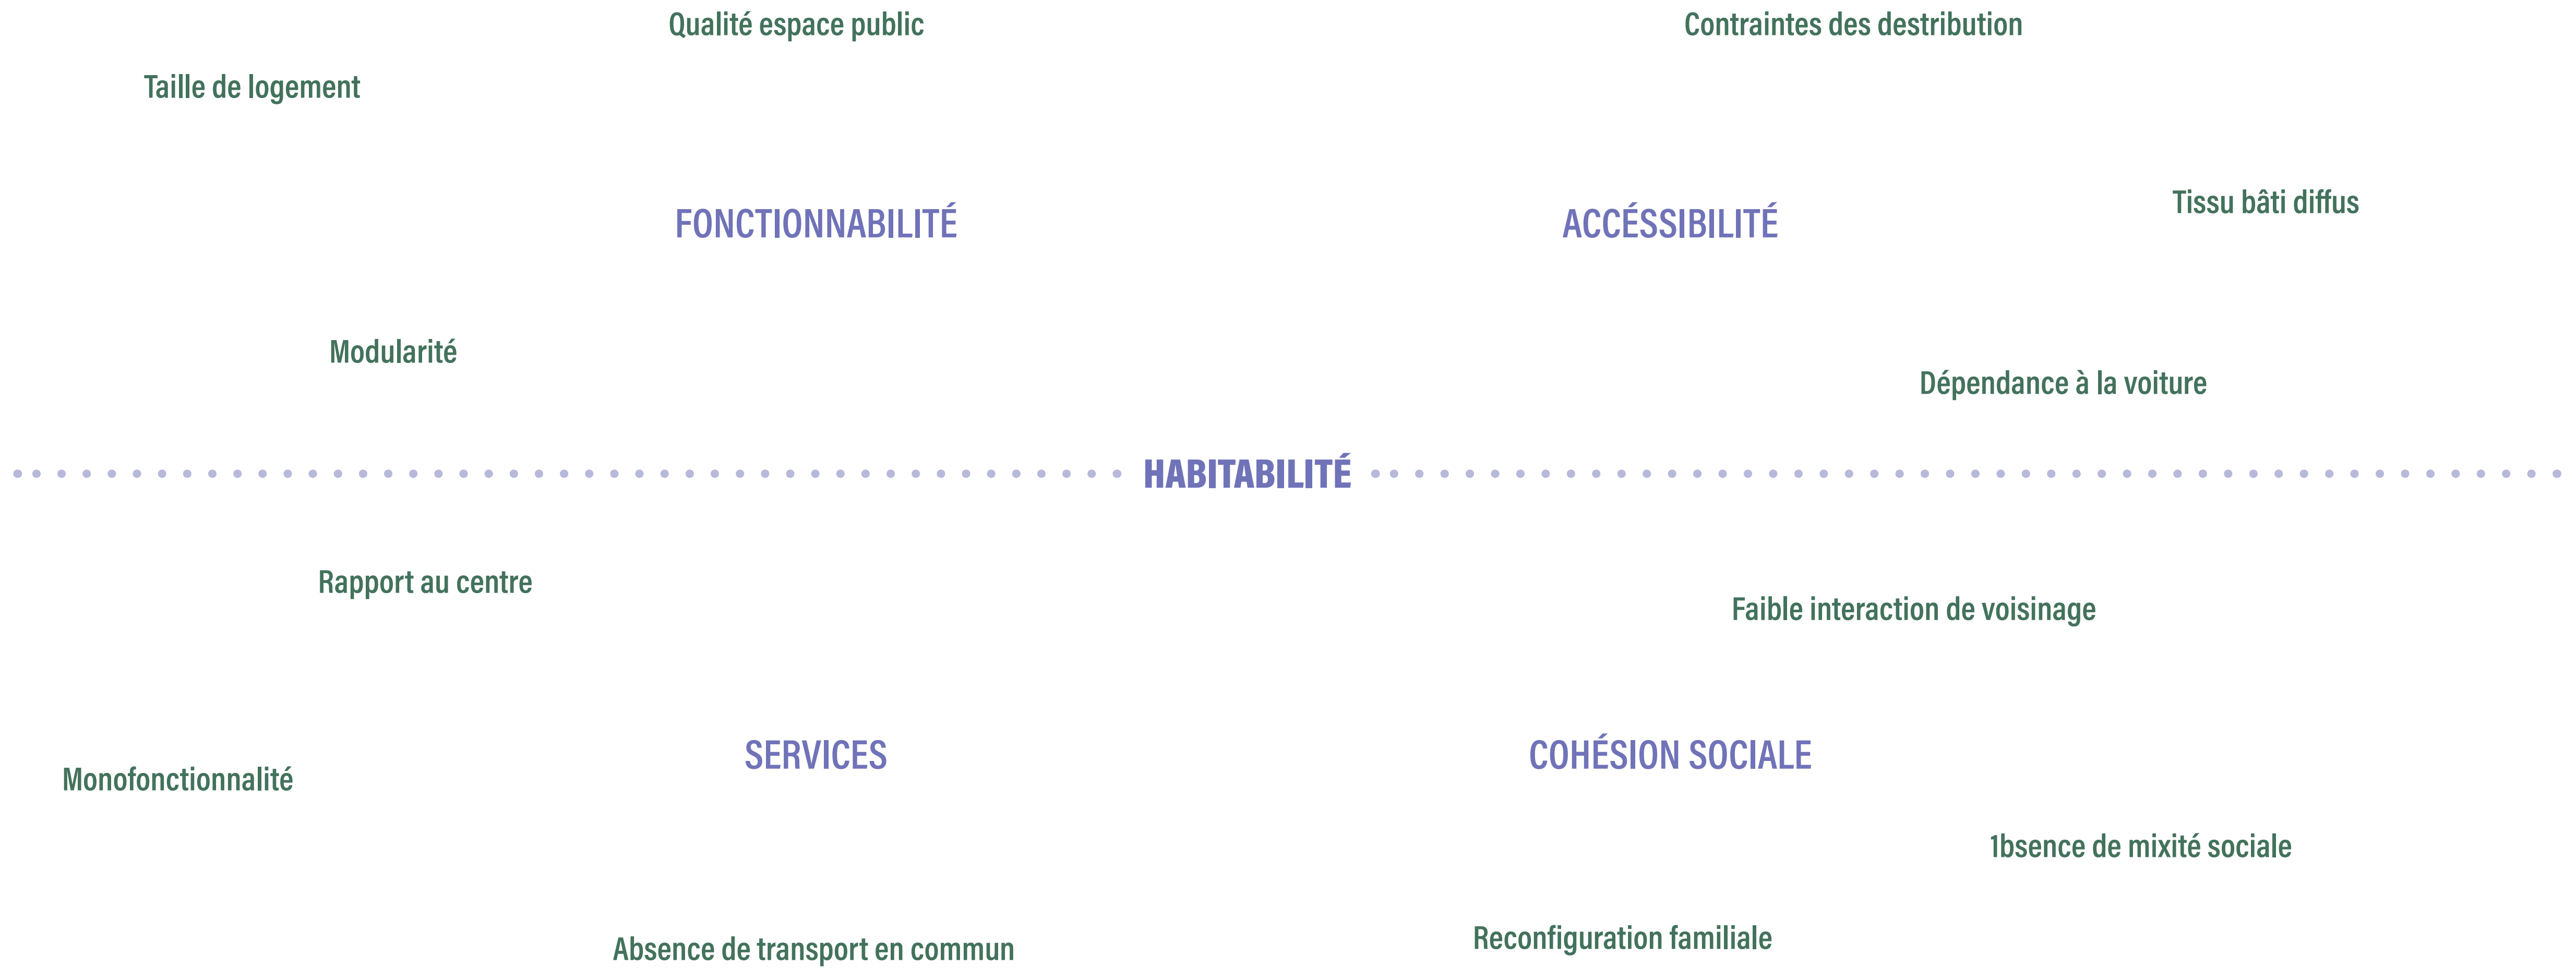 Qualité espace public
Contraintes des destribution
Taille de logement
Tissu bâti diffus
FONCTIONNABILITÉ
ACCÉSSIBILITÉ
Modularité
Dépendance à la voiture
HABITABILITÉ
Rapport au centre
Faible interaction de voisinage
SERVICES
COHÉSION SOCIALE
Monofonctionnalité
1bsence de mixité sociale
Reconfiguration familiale
Absence de transport en commun